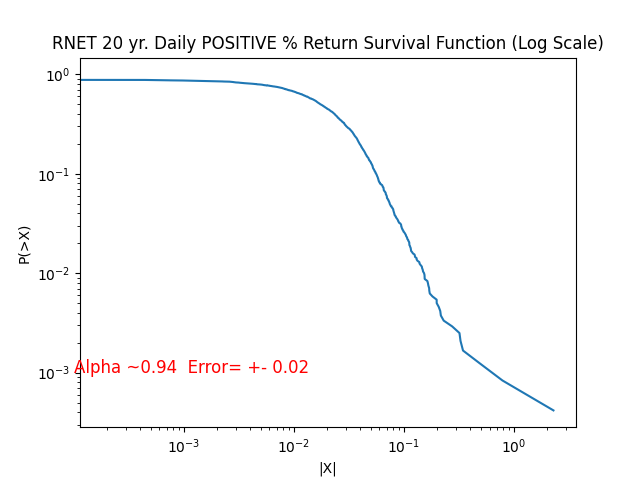 RNET 20 yr. Daily POSITIVE % Return Survival Function (Log Scale)
10⁰
10⁻¹
10⁻²
10⁻³
P(>X)
Alpha ~0.94  Error= +- 0.02
10⁻³ 10⁻² 10⁻¹ 10⁰
|X|